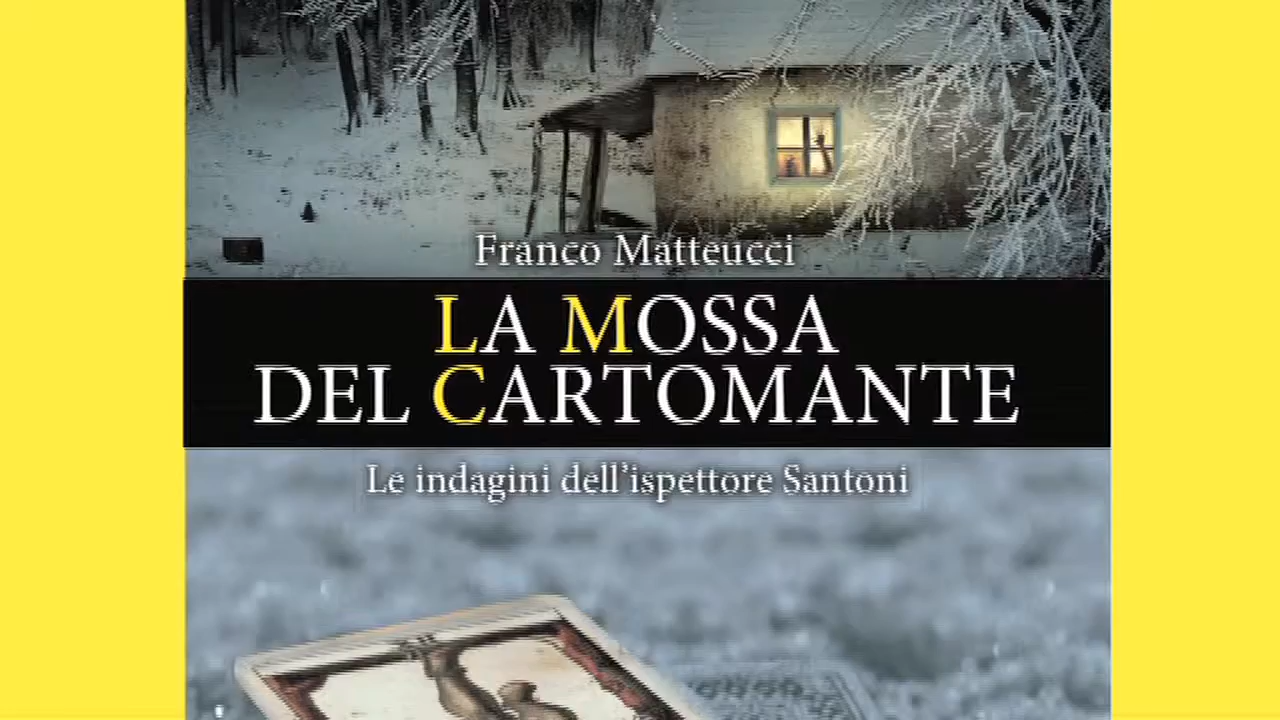 Franco Matteucci
LA MOSSA
DEL CARTOMANTE
Le indagini dell'ispettore Santoni